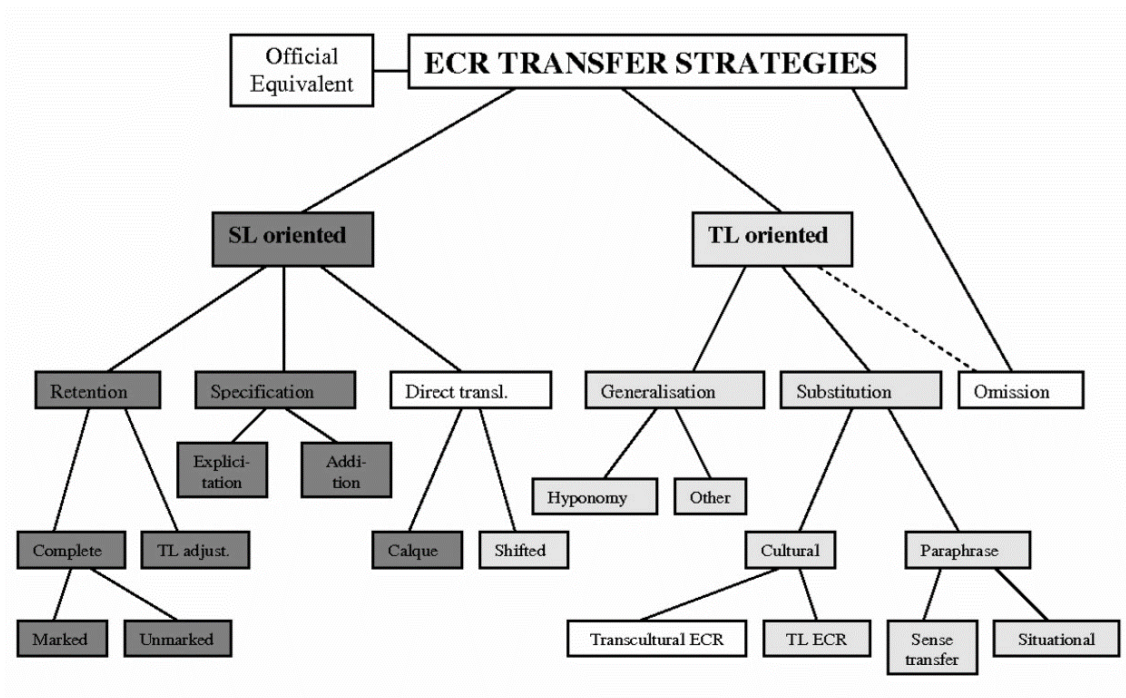 Official
Equivalent
ECR TRANSFER STRATEGIES
SL oriented
TL oriented
Retention
Specification
Direct transl.
Generalisation
Substitution
Omission
Explici-
tation
Addi-
tion
Hyponomy
Other
Complete
TL adjust.
Calque
Shifted
Cultural
Paraphrase
Marked
Unmarked
Transcultural ECR
TL ECR
Sense
transfer
Situational